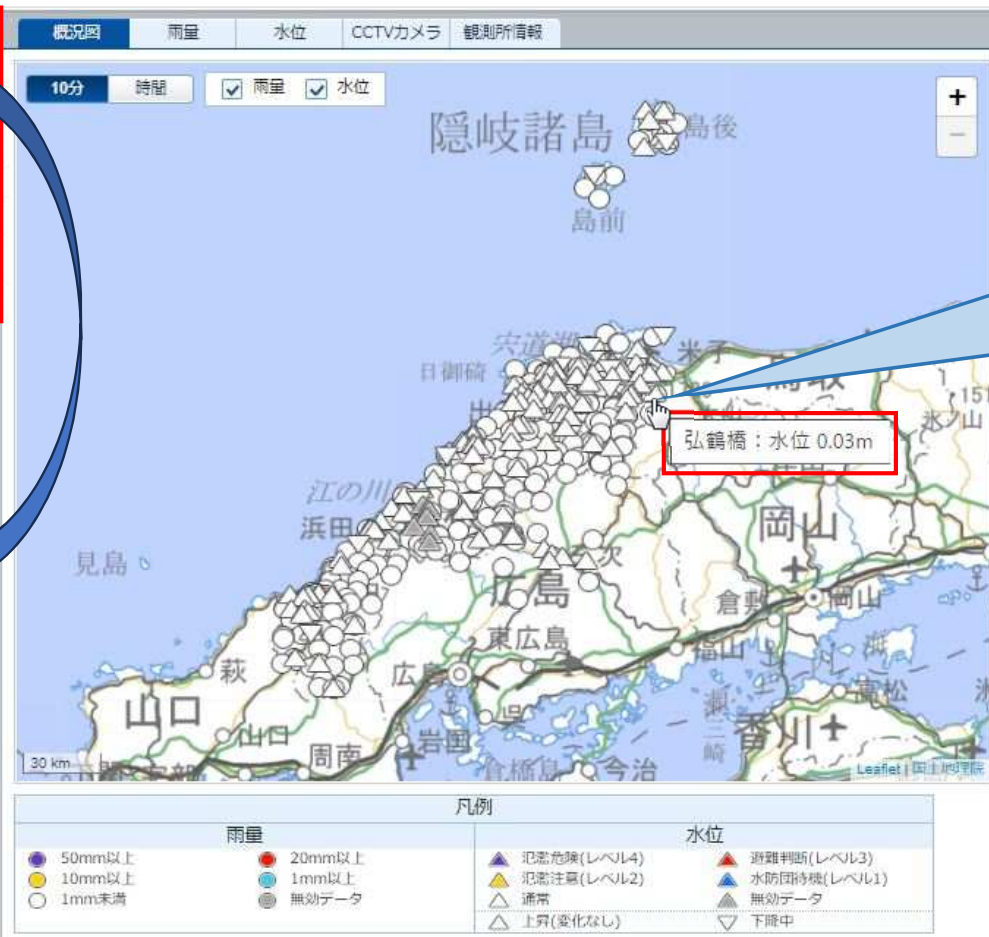 概況図 雨量 水位 CCTVカメラ 観測所情報
10分 時間 雨量 水位
+
−
隠岐諸島
島後
島前
日御碕
米子
弘鶴橋：水位 0.03m
江の川
浜田
見島
岡山
広島
倉敷
岡山
東広島
福山
萩
山口
山口
周南
岩国
呉
今治
香川
30 km
Leaflet | 国土地理院
凡例
雨量 水位
50mm以上 20mm以上 氾濫危険(レベル4) 避難判断(レベル3)
10mm以上 1mm以上 氾濫注意(レベル2) 水防団待機(レベル1)
1mm未満 無効データ 通常 無効データ
上昇(変化なし) 下降中